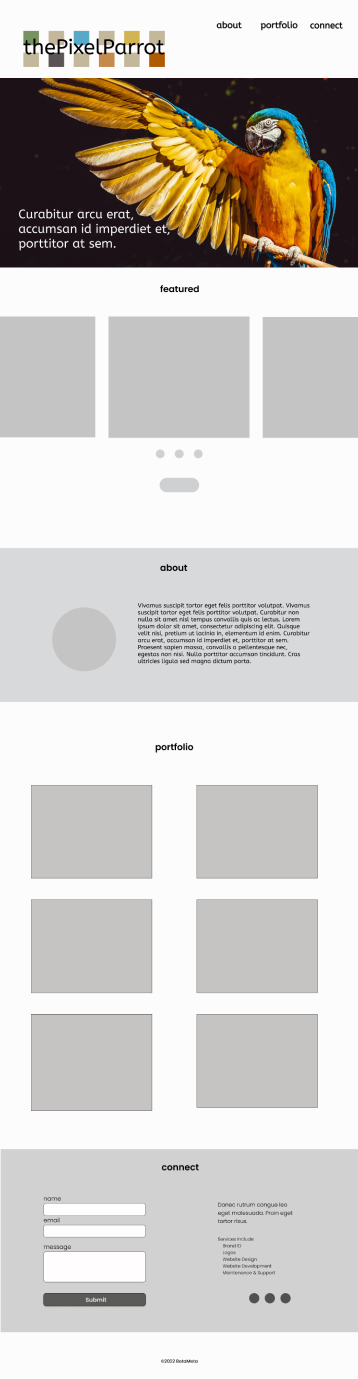 thePixelParrot
about portfolio connect
Curabitur arcu erat,
accumsan id imperdiet et,
porttitor at sem.
featured
about
Vivamus suscipit tortor eget felis porttitor volutpat. Vivamus
suscipit tortor eget felis porttitor volutpat. Curabitur non
nulla sit amet nisl tempus convallis quis ac lectus. Lorem
ipsum dolor sit amet, consectetur adipiscing elit. Quisque
velit nisi, pretium ut lacinia in, elementum id enim. Curabitur
arcu erat, accumsan id imperdiet et, porttitor at sem.
Praesent sapien massa, convallis a pellentesque nec,
egestas non nisi. Nulla porttitor accumsan tincidunt. Cras
ultricies ligula sed magna dictum porta.
portfolio
connect
name
email
message
Submit
Donec rutrum congue leo
eget malesuada. Proin eget
tortor risus.
Services Include
Brand ID
Logos
Website Design
Website Development
Maintenance & Support
©2022 BetaMora